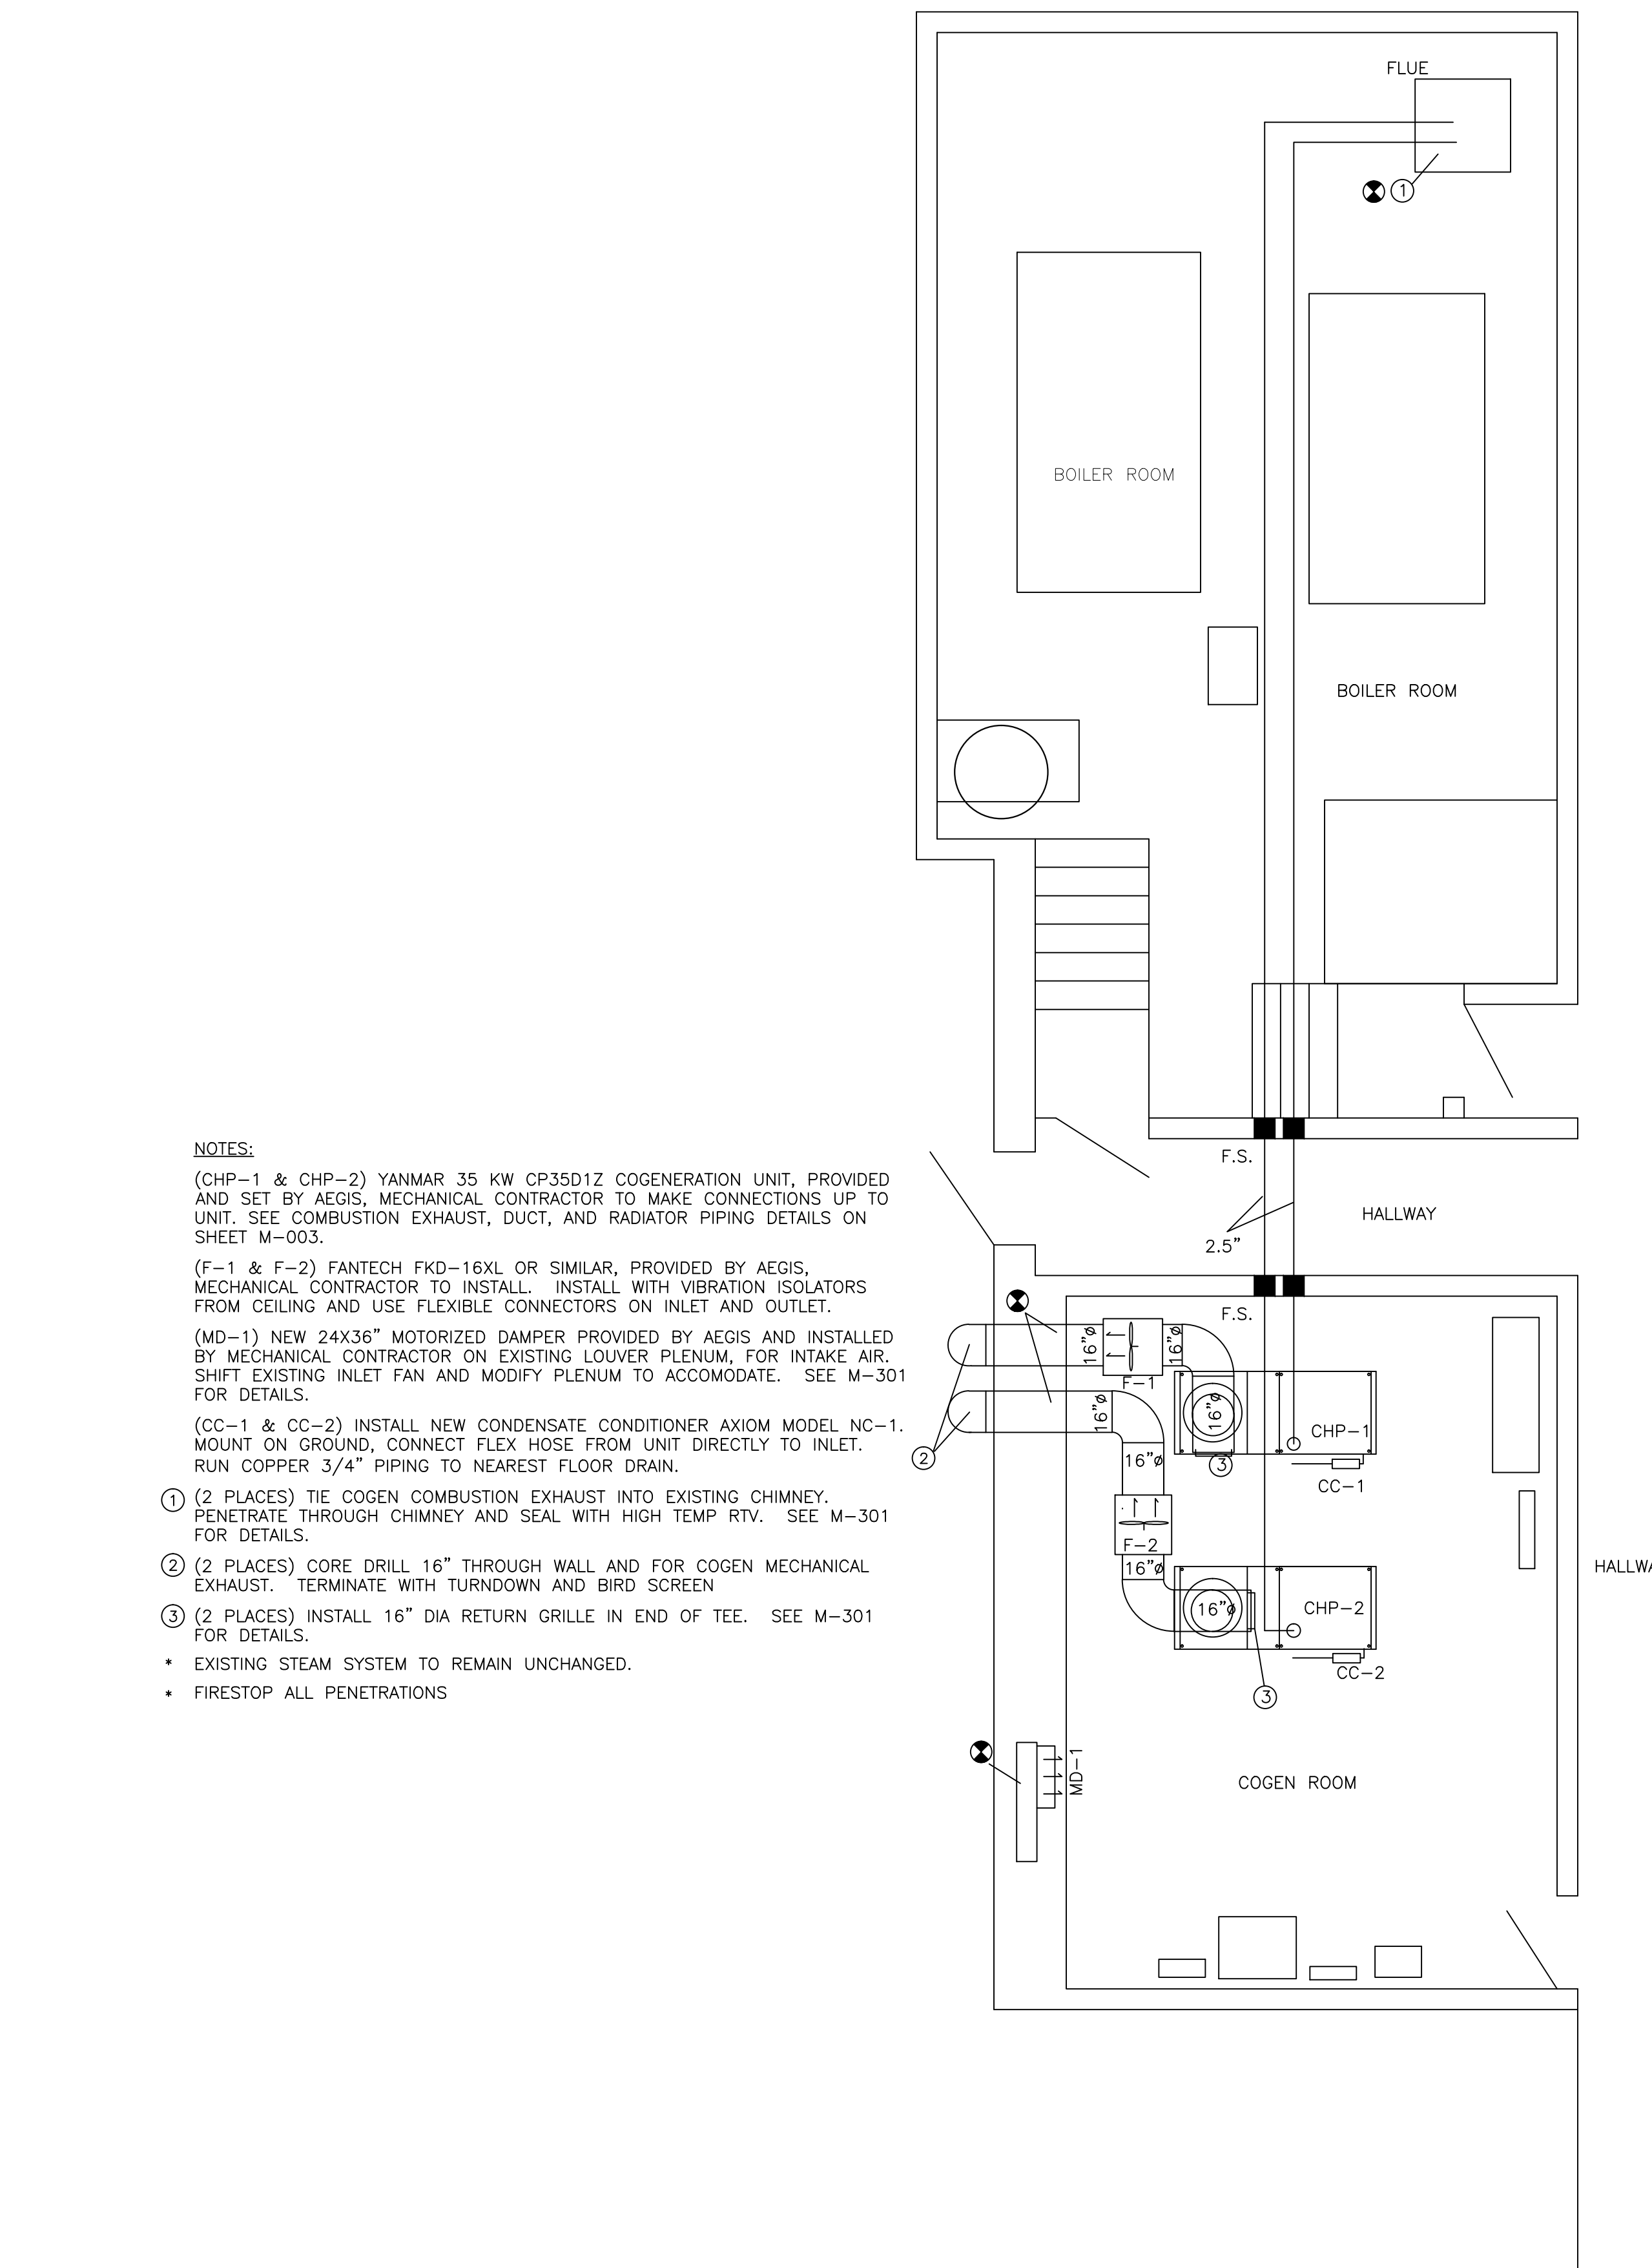 FLUE
1
BOILER ROOM
BOILER ROOM
F.S.
HALLWAY
2.5"
F.S.
NOTES:
(CHP-1 & CHP-2) YANMAR 35 KW CP35D1Z COGENERATION UNIT, PROVIDED
AND SET BY AEGIS, MECHANICAL CONTRACTOR TO MAKE CONNECTIONS UP TO
UNIT. SEE COMBUSTION EXHAUST, DUCT, AND RADIATOR PIPING DETAILS ON
SHEET M-003.
(F-1 & F-2) FANTECH FKD-16XL OR SIMILAR, PROVIDED BY AEGIS,
MECHANICAL CONTRACTOR TO INSTALL. INSTALL WITH VIBRATION ISOLATORS
FROM CEILING AND USE FLEXIBLE CONNECTORS ON INLET AND OUTLET.
(MD-1) NEW 24X36" MOTORIZED DAMPER PROVIDED BY AEGIS AND INSTALLED
BY MECHANICAL CONTRACTOR ON EXISTING LOUVER PLENUM, FOR INTAKE AIR.
SHIFT EXISTING INLET FAN AND MODIFY PLENUM TO ACCOMODATE. SEE M-301
FOR DETAILS.
(CC-1 & CC-2) INSTALL NEW CONDENSATE CONDITIONER AXIOM MODEL NC-1.
MOUNT ON GROUND, CONNECT FLEX HOSE FROM UNIT DIRECTLY TO INLET.
RUN COPPER 3/4" PIPING TO NEAREST FLOOR DRAIN.
1 (2 PLACES) TIE COGEN COMBUSTION EXHAUST INTO EXISTING CHIMNEY.
PENETRATE THROUGH CHIMNEY AND SEAL WITH HIGH TEMP RTV. SEE M-301
FOR DETAILS.
2 (2 PLACES) CORE DRILL 16" THROUGH WALL AND FOR COGEN MECHANICAL
EXHAUST. TERMINATE WITH TURNDOWN AND BIRD SCREEN
3 (2 PLACES) INSTALL 16" DIA RETURN GRILLE IN END OF TEE. SEE M-301
FOR DETAILS.
* EXISTING STEAM SYSTEM TO REMAIN UNCHANGED.
* FIRESTOP ALL PENETRATIONS
16"ø
16"ø
F-1
16"ø
16"ø
CHP-1
2
16"ø
3
CC-1
F-2
16"ø
HALLWA
16"ø
CHP-2
CC-2
3
MD-1
COGEN ROOM